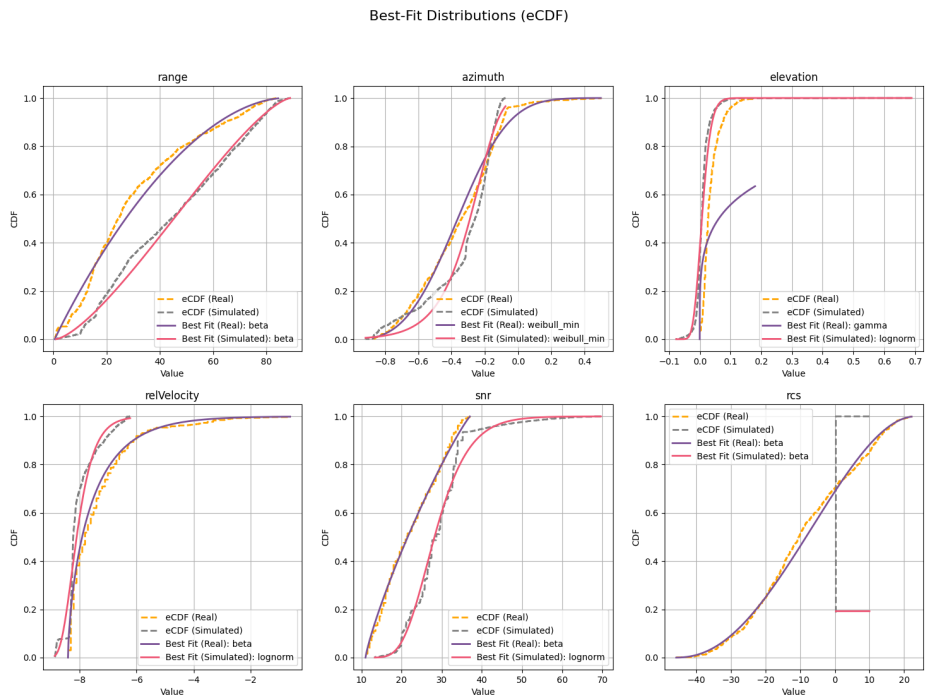 Best-Fit Distributions (eCDF)
range
CDF
1.0
0.8
0.6
0.4
0.2
0.0
eCDF (Real)
eCDF (Simulated)
Best Fit (Real): beta
Best Fit (Simulated): beta
0 20 40 60 80
Value
azimuth
CDF
1.0
0.8
0.6
0.4
0.2
0.0
eCDF (Real)
eCDF (Simulated)
Best Fit (Real): weibull_min
Best Fit (Simulated): weibull_min
−0.8 −0.6 −0.4 −0.2 0.0 0.2 0.4
Value
elevation
CDF
1.0
0.8
0.6
0.4
0.2
0.0
eCDF (Real)
eCDF (Simulated)
Best Fit (Real): gamma
Best Fit (Simulated): lognorm
−0.1 0.0 0.1 0.2 0.3 0.4 0.5 0.6 0.7
Value
relVelocity
CDF
1.0
0.8
0.6
0.4
0.2
0.0
eCDF (Real)
eCDF (Simulated)
Best Fit (Real): beta
Best Fit (Simulated): lognorm
−8 −6 −4 −2
Value
snr
CDF
1.0
0.8
0.6
0.4
0.2
0.0
eCDF (Real)
eCDF (Simulated)
Best Fit (Real): beta
Best Fit (Simulated): lognorm
10 20 30 40 50 60 70
Value
rcs
CDF
1.0
0.8
0.6
0.4
0.2
0.0
eCDF (Real)
eCDF (Simulated)
Best Fit (Real): beta
Best Fit (Simulated): beta
−40 −30 −20 −10 0 10 20
Value